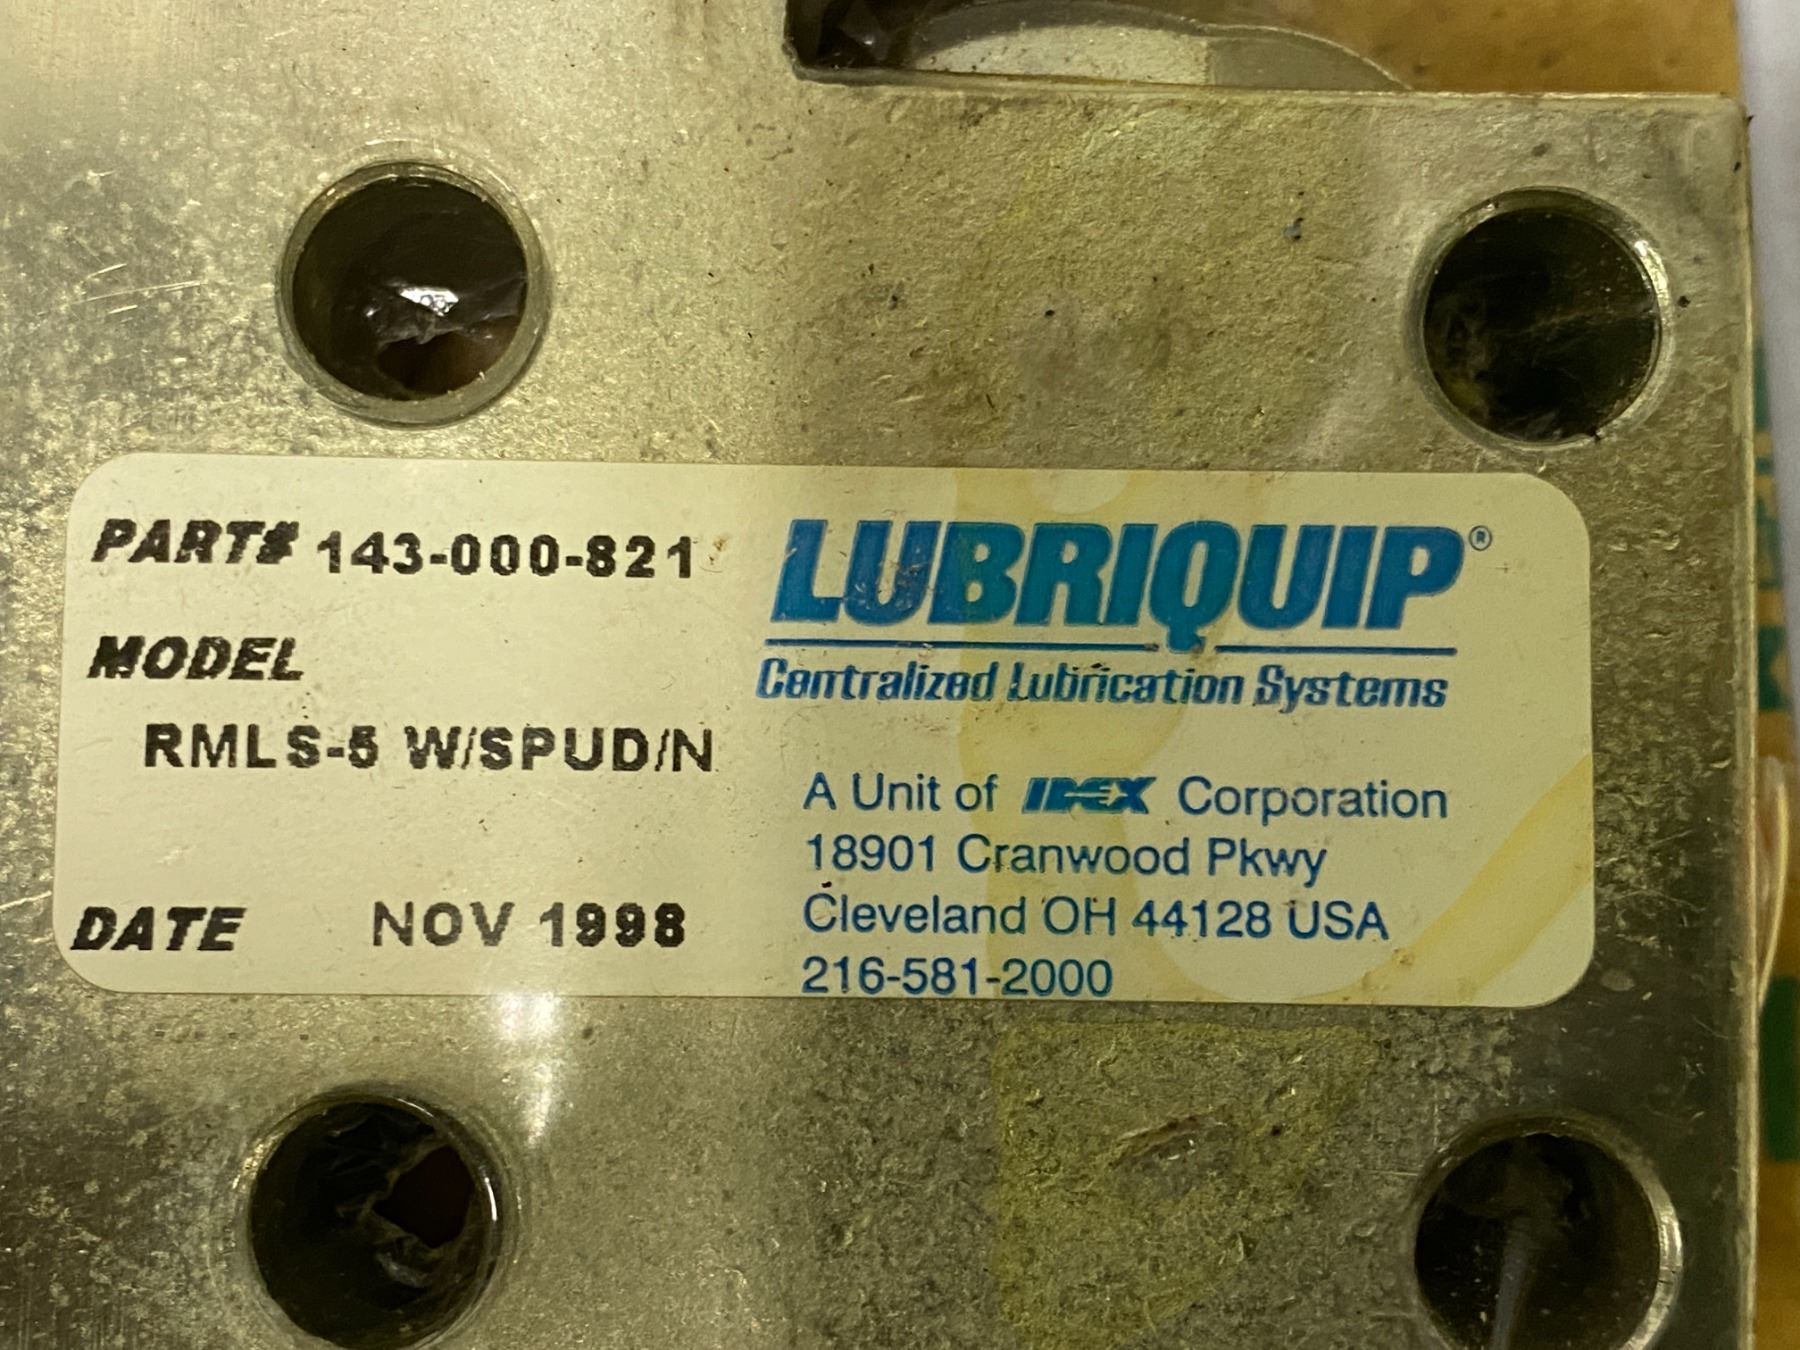 PART# 143-000-821
MODEL
RMLS-5 W/SPUD/N
DATE NOV 1998
LUBRIQUIP®
Centralized Lubrication Systems
A Unit of IDEX Corporation
18901 Cranwood Pkwy
Cleveland OH 44128 USA
216-581-2000